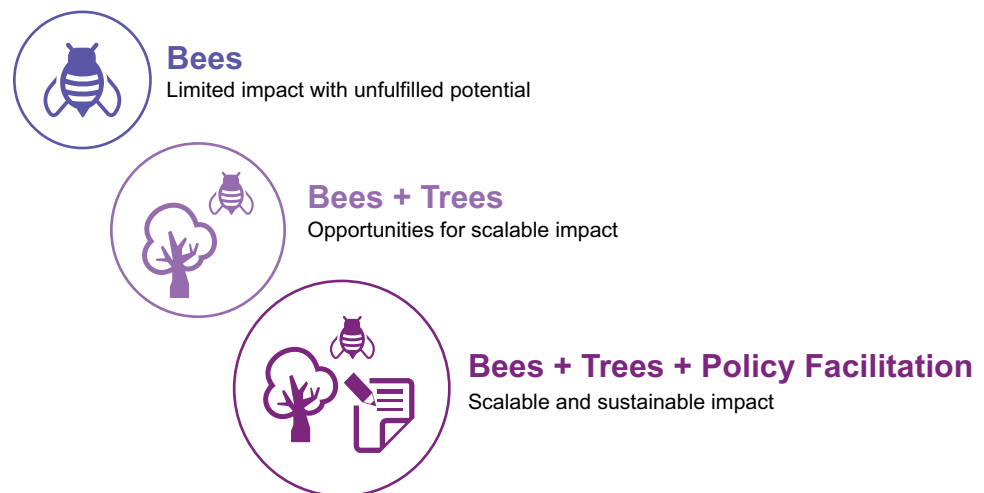 Bees
Limited impact with unfulfilled potential
Bees + Trees
Opportunities for scalable impact
Bees + Trees + Policy Facilitation
Scalable and sustainable impact